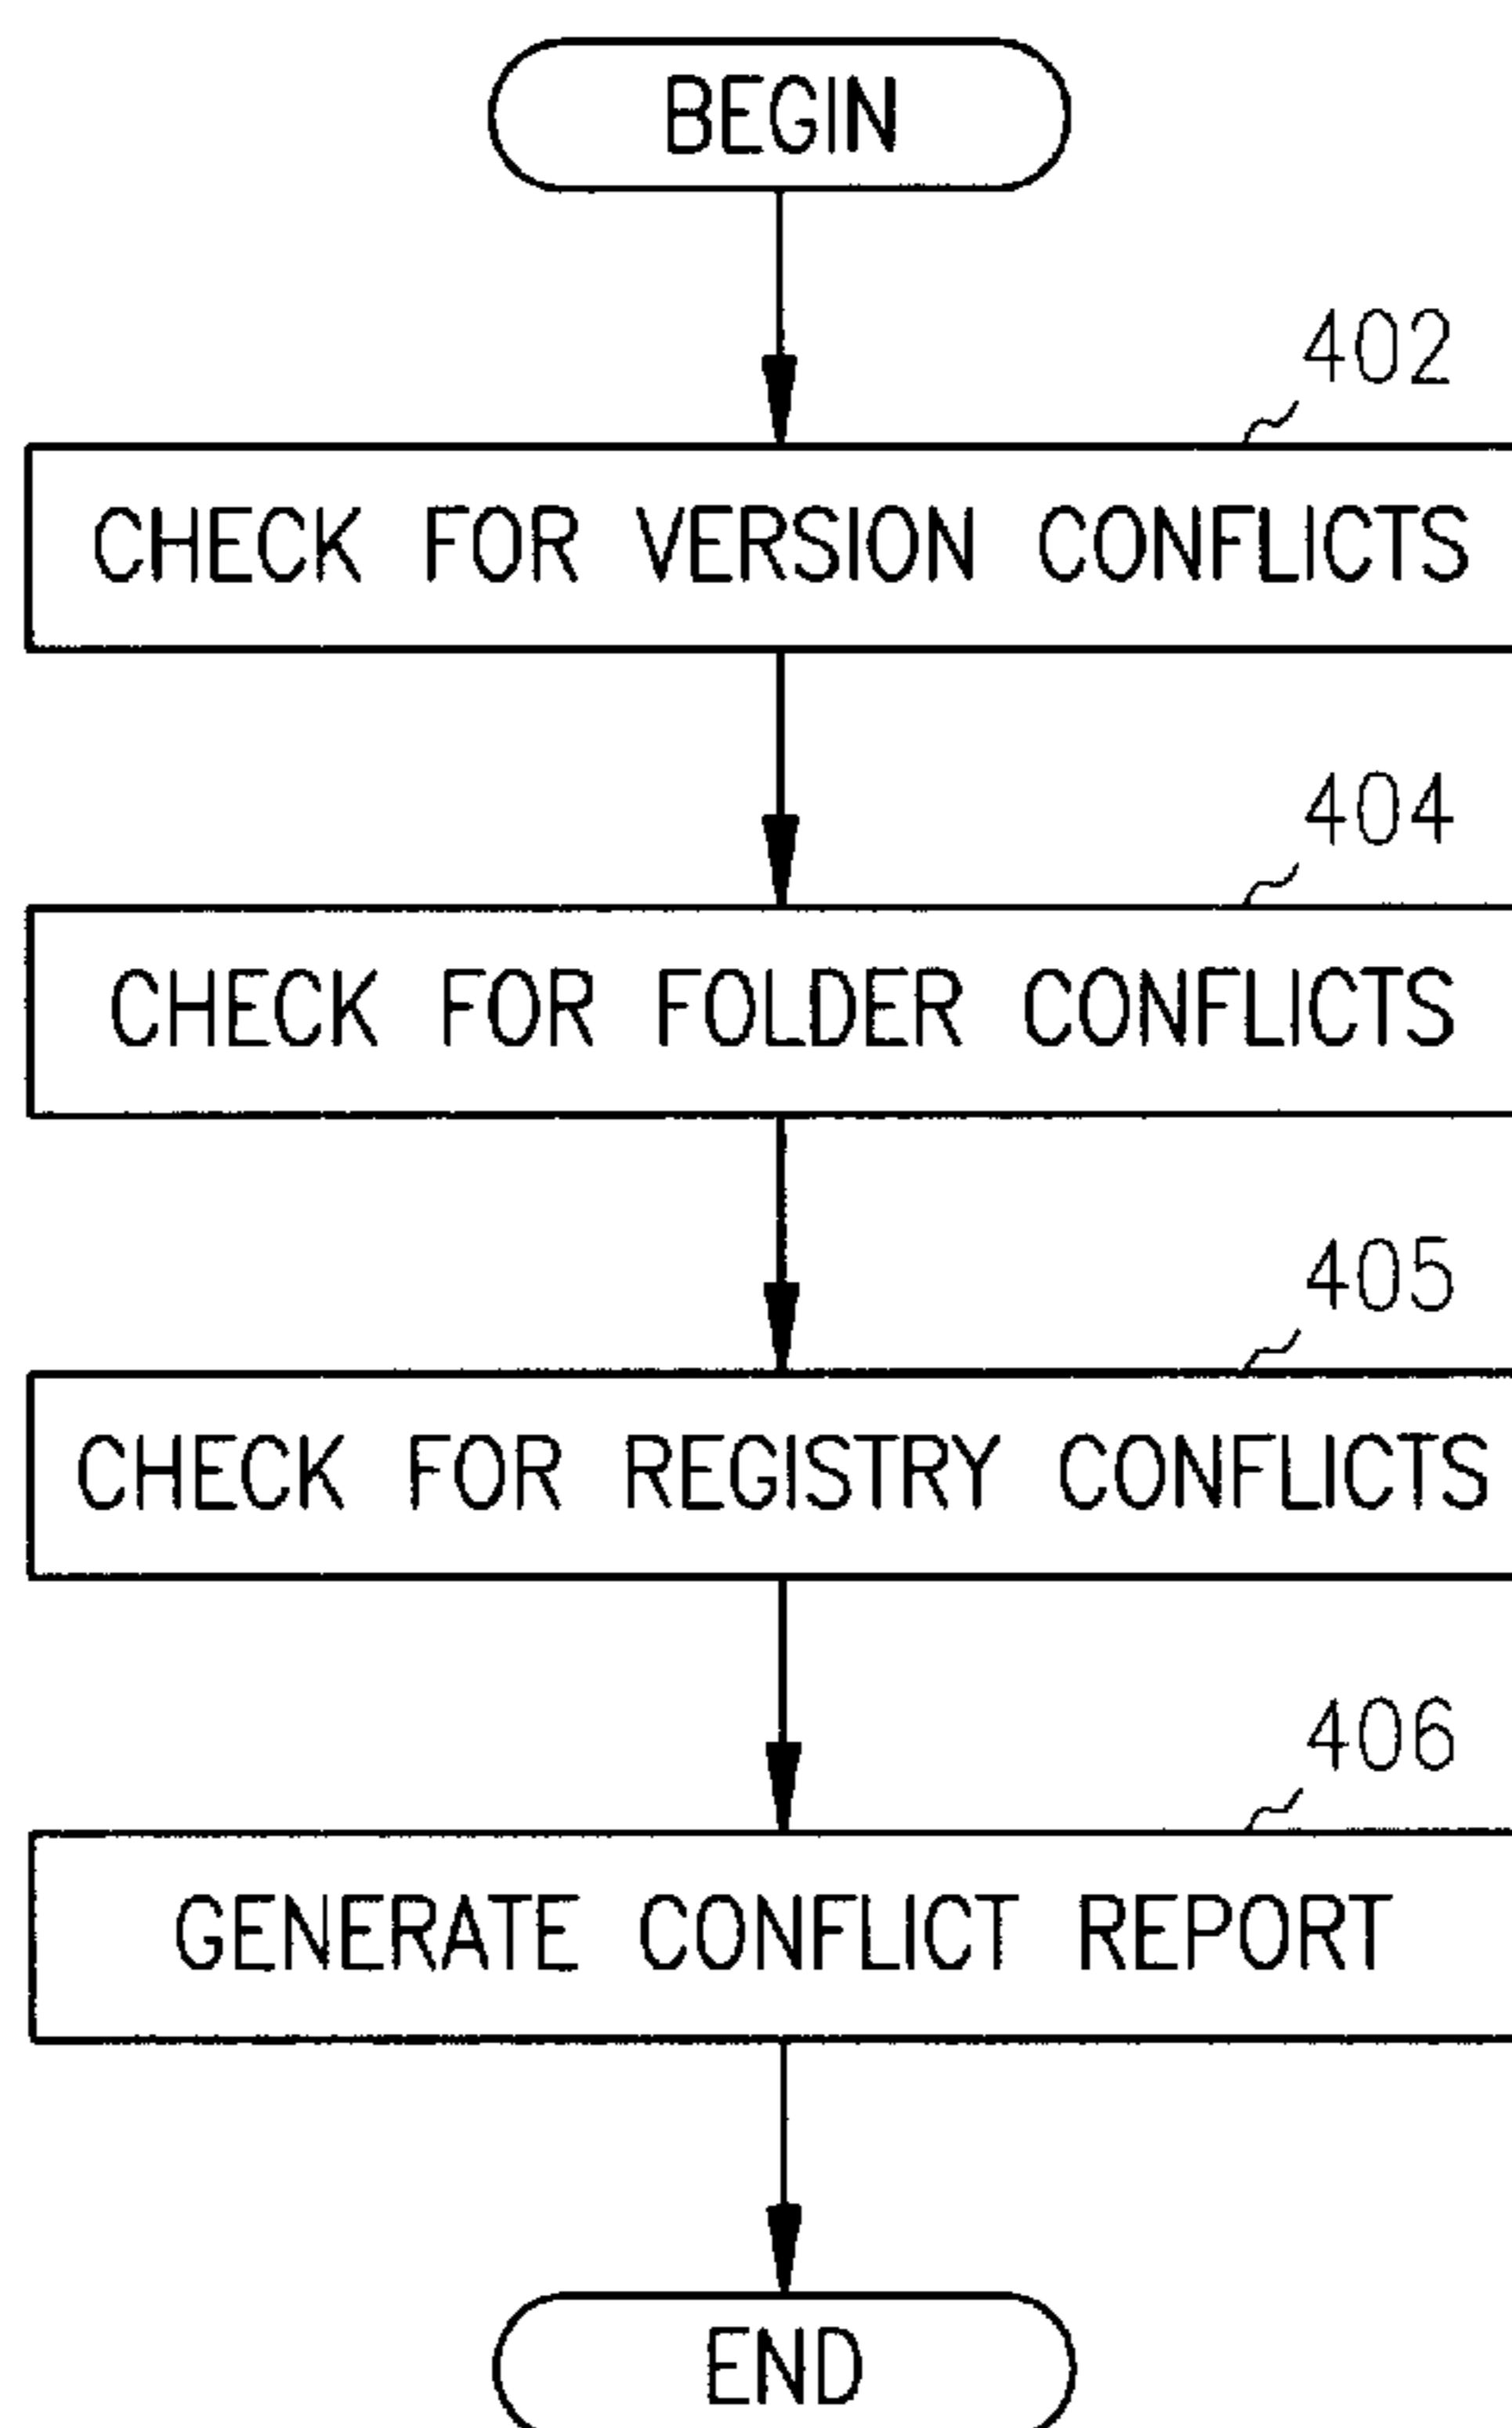 BEGIN
402
CHECK FOR VERSION CONFLICTS
404
CHECK FOR FOLDER CONFLICTS
405
CHECK FOR REGISTRY CONFLICTS
406
GENERATE CONFLICT REPORT
END